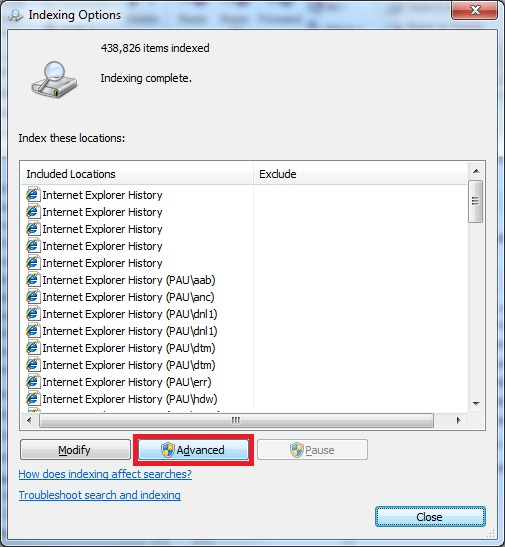 Indexing Options
438,826 items indexed
Indexing complete.
Index these locations:
Included Locations Exclude
Internet Explorer History
Internet Explorer History
Internet Explorer History
Internet Explorer History
Internet Explorer History
Internet Explorer History (PAU\aab)
Internet Explorer History (PAU\anc)
Internet Explorer History (PAU\dnl1)
Internet Explorer History (PAU\dnl1)
Internet Explorer History (PAU\dtm)
Internet Explorer History (PAU\dtm)
Internet Explorer History (PAU\err)
Internet Explorer History (PAU\hdw)
Modify Advanced Pause
How does indexing affect searches?
Troubleshoot search and indexing
Close